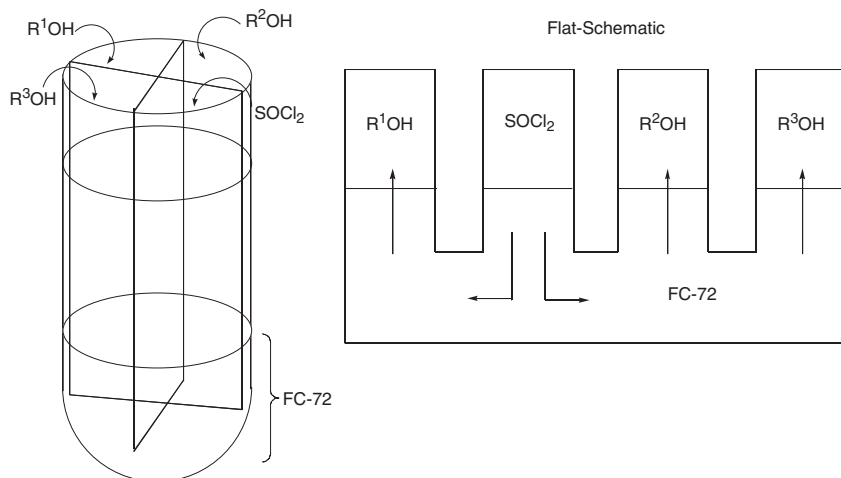 R¹OH
R²OH
R³OH
SOCl₂
FC-72
Flat-Schematic
R¹OH
SOCl₂
R²OH
R³OH
FC-72